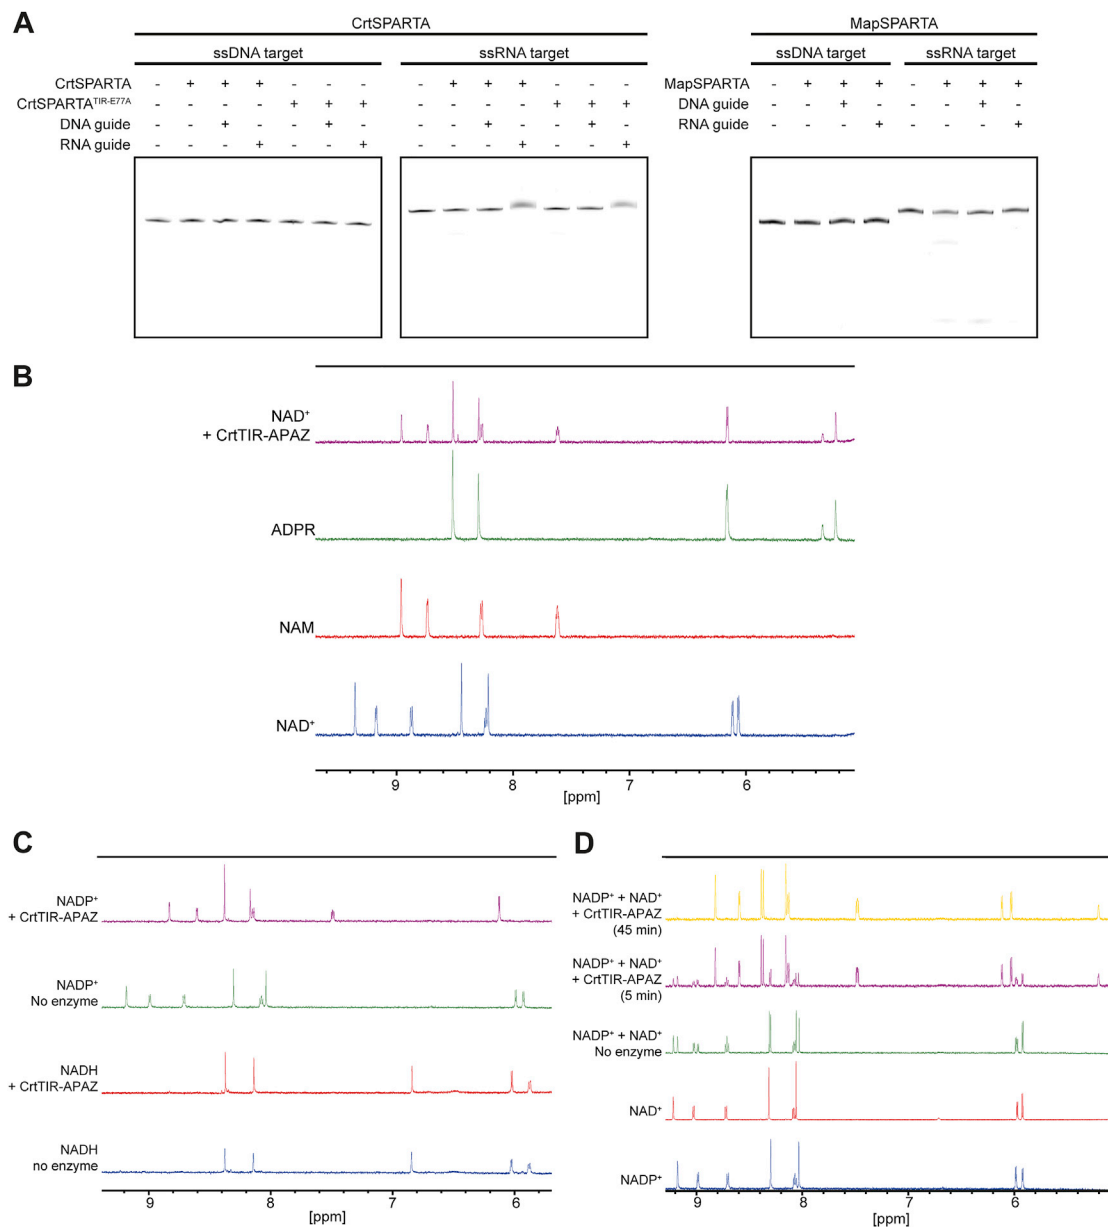 A
CrtSPARTA
MapSPARTA
ssDNA target
ssRNA target
ssDNA target
ssRNA target
CrtSPARTA - + + + - - - - + + + - - -
MapSPARTA - + + + - + + +
CrtSPARTATIR-E77A - - - - + + + - - - - + + +
DNA guide - - + - - + - - - + - - + -
DNA guide - - + - - - + -
RNA guide - - - + - - + - - - + - - +
RNA guide - - - + - - - +
B
NAD+
+ CrtTIR-APAZ
ADPR
NAM
NAD+
9 8 7 6
[ppm]
C
NADP+
+ CrtTIR-APAZ
NADP+
No enzyme
NADH
+ CrtTIR-APAZ
NADH
no enzyme
9 8 7 6
[ppm]
D
NADP+ + NAD+
+ CrtTIR-APAZ
(45 min)
NADP+ + NAD+
+ CrtTIR-APAZ
(5 min)
NADP+ + NAD+
No enzyme
NAD+
NADP+
9 8 7 6
[ppm]